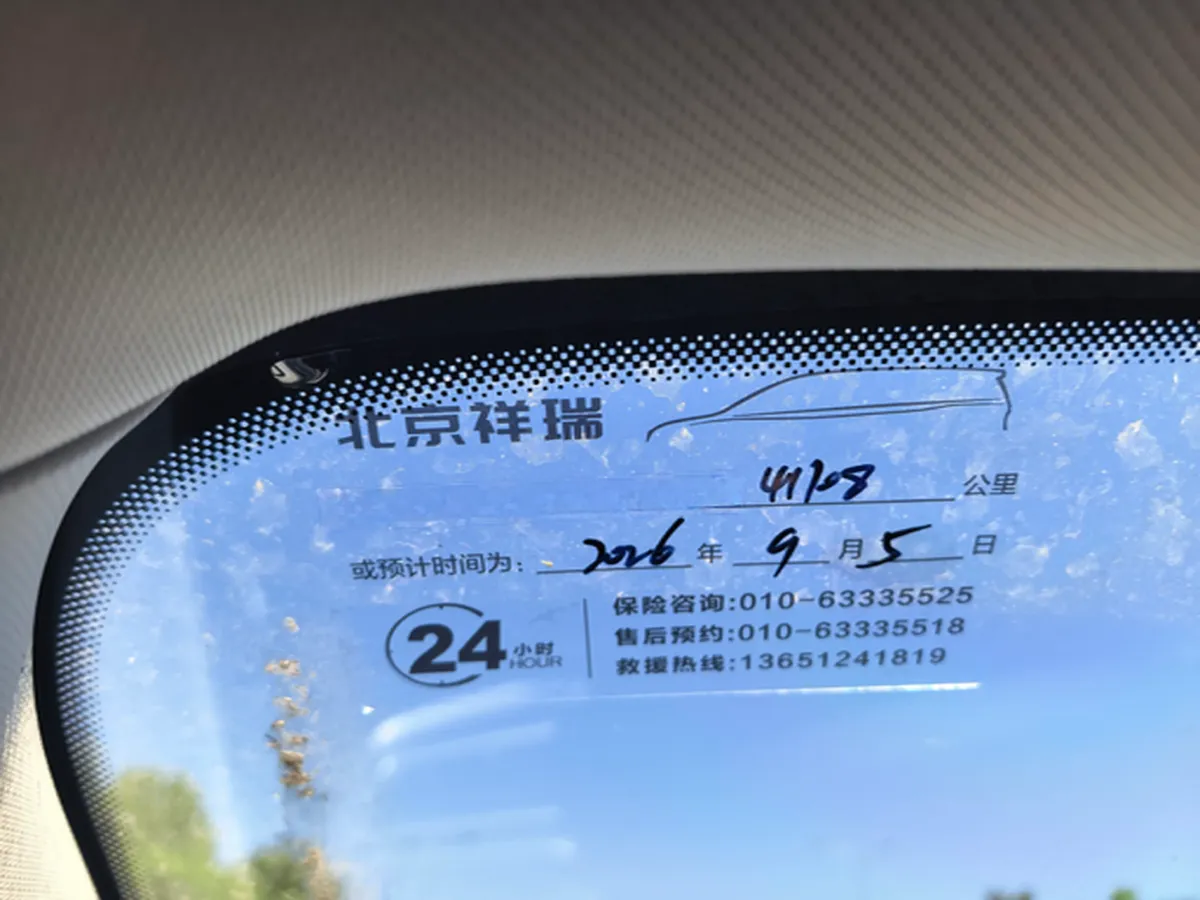 北京祥瑞
41108 公里
或预计时间为: 2026 年 9 月 5 日
24 小时 HOUR
保险咨询:010-63335525
售后预约:010-63335518
救援热线:13651241819